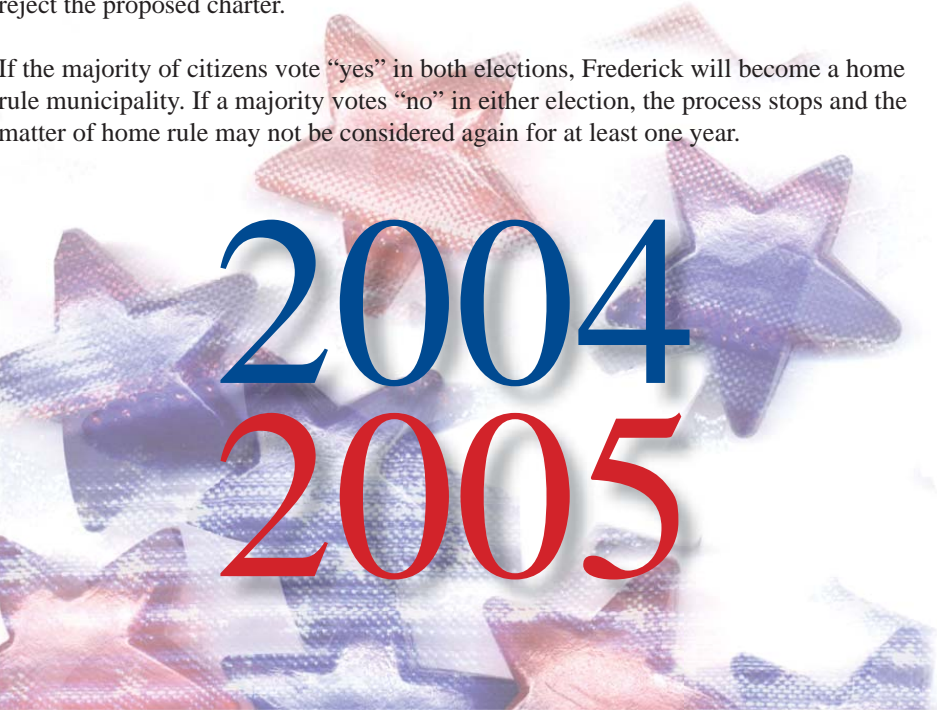 reject the proposed charter.
If the majority of citizens vote “yes” in both elections, Frederick will become a home
rule municipality. If a majority votes “no” in either election, the process stops and the
matter of home rule may not be considered again for at least one year.
2004
2005